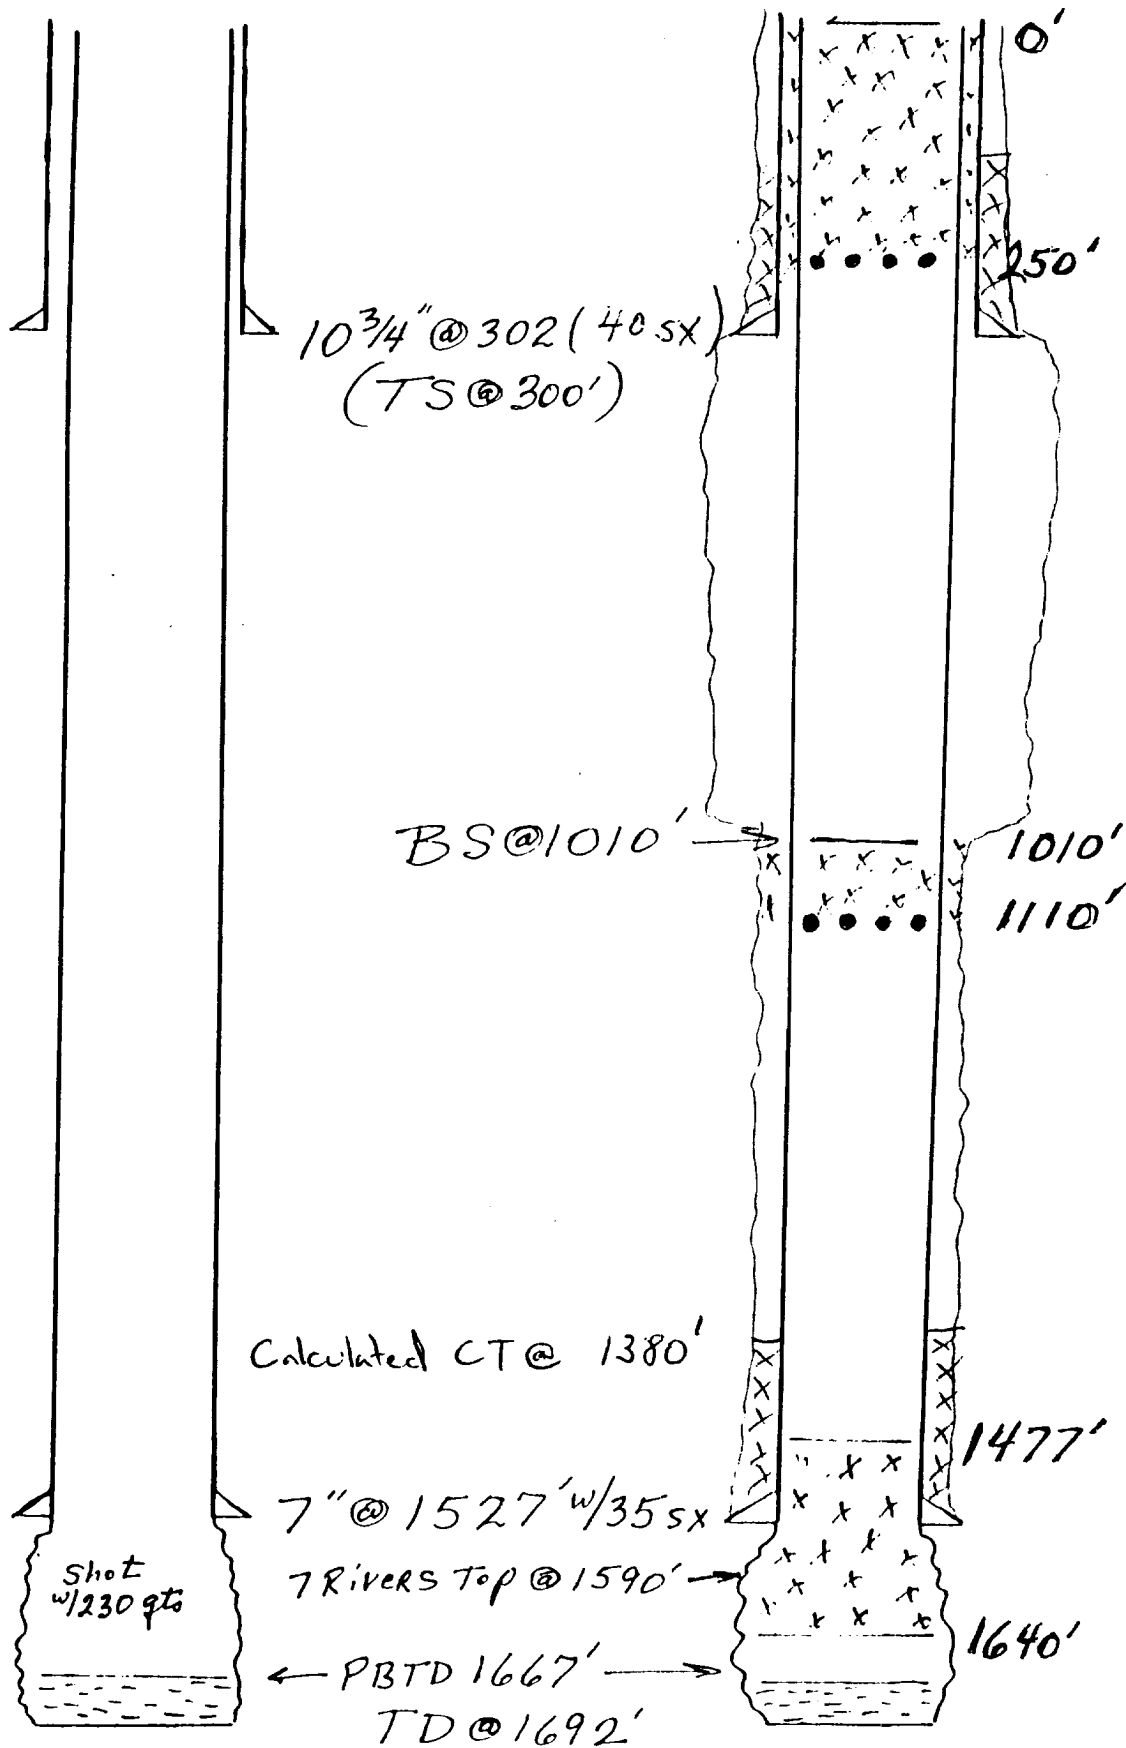 0'
250'
10 3/4" @ 302 (40 sx)
(TS @ 300')
BS @ 1010'
1010'
1110'
Calculated CT @ 1380'
1477'
7" @ 1527' w/35 sx
shot
w/230 qts
7 Rivers Top @ 1590'
1640'
PBTD 1667'
TD @ 1692'